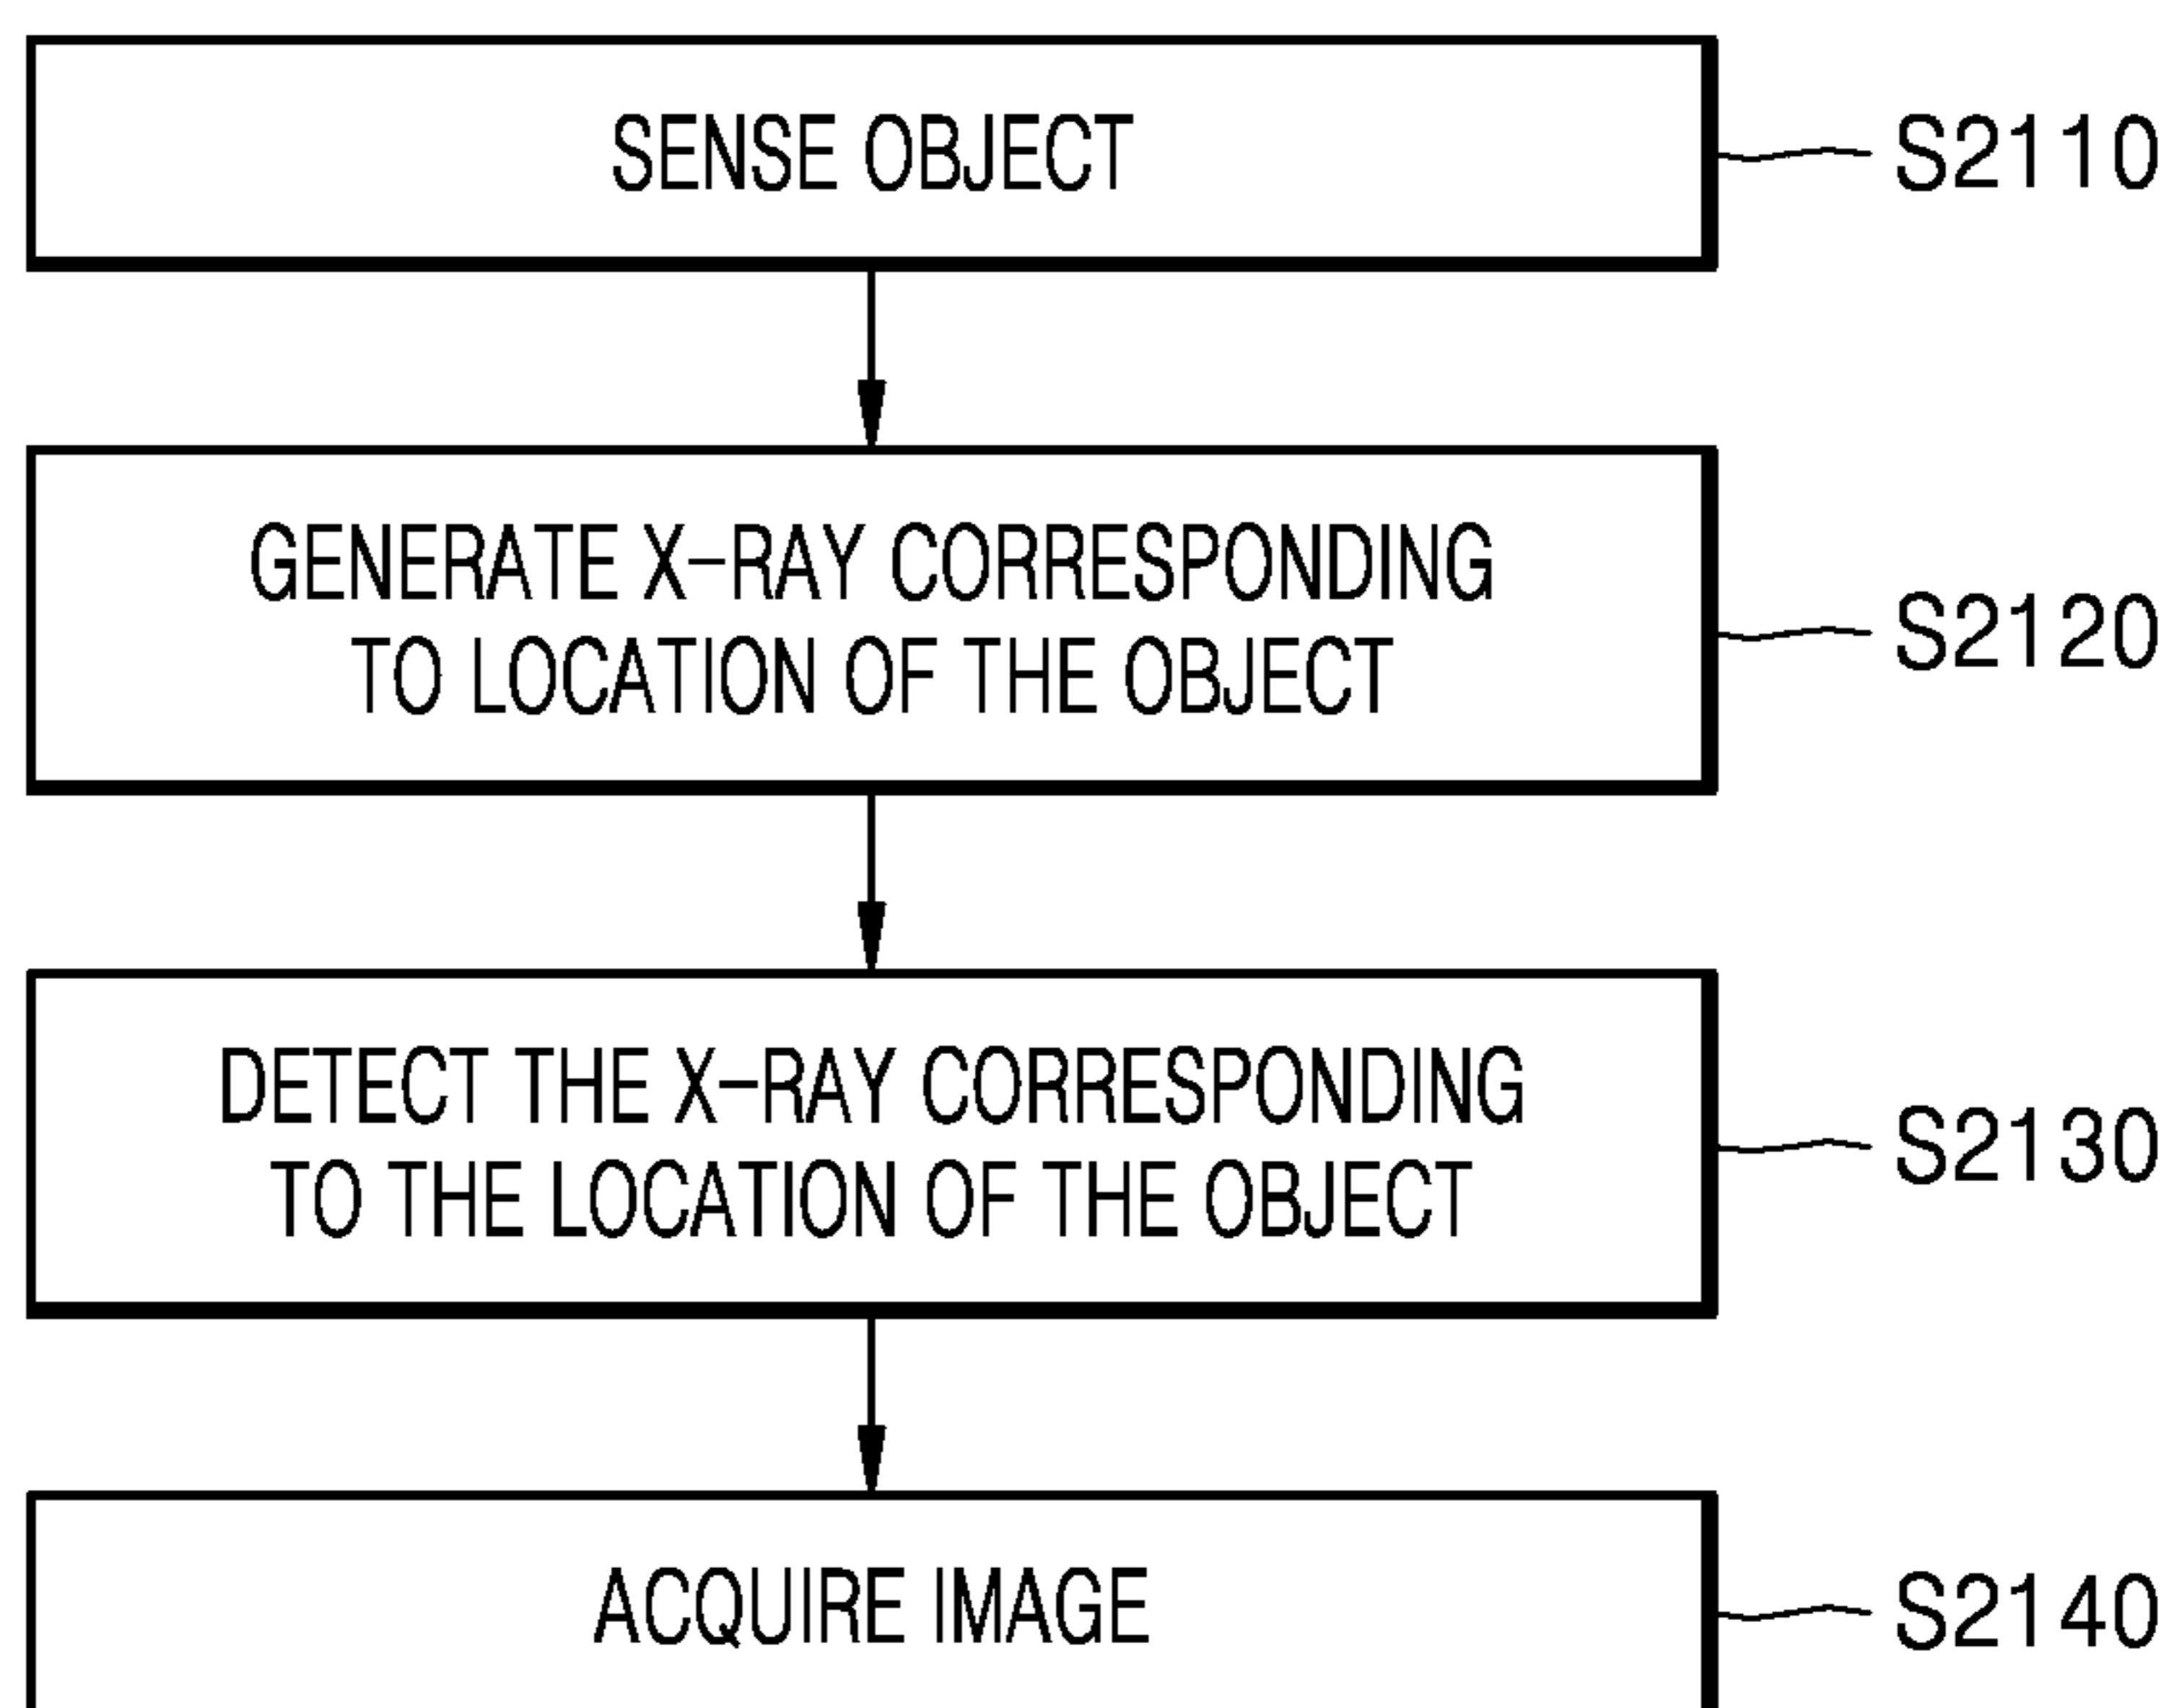 SENSE OBJECT
S2110
GENERATE X-RAY CORRESPONDING
TO LOCATION OF THE OBJECT
S2120
DETECT THE X-RAY CORRESPONDING
TO THE LOCATION OF THE OBJECT
S2130
ACQUIRE IMAGE
S2140